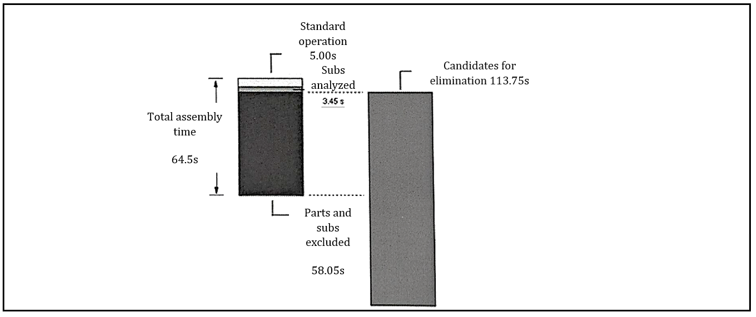 Standard
operation
5.00s
Subs
analyzed
3.45 s
Candidates for
elimination 113.75s
Total assembly
time
64.5s
Parts and
subs
excluded
58.05s